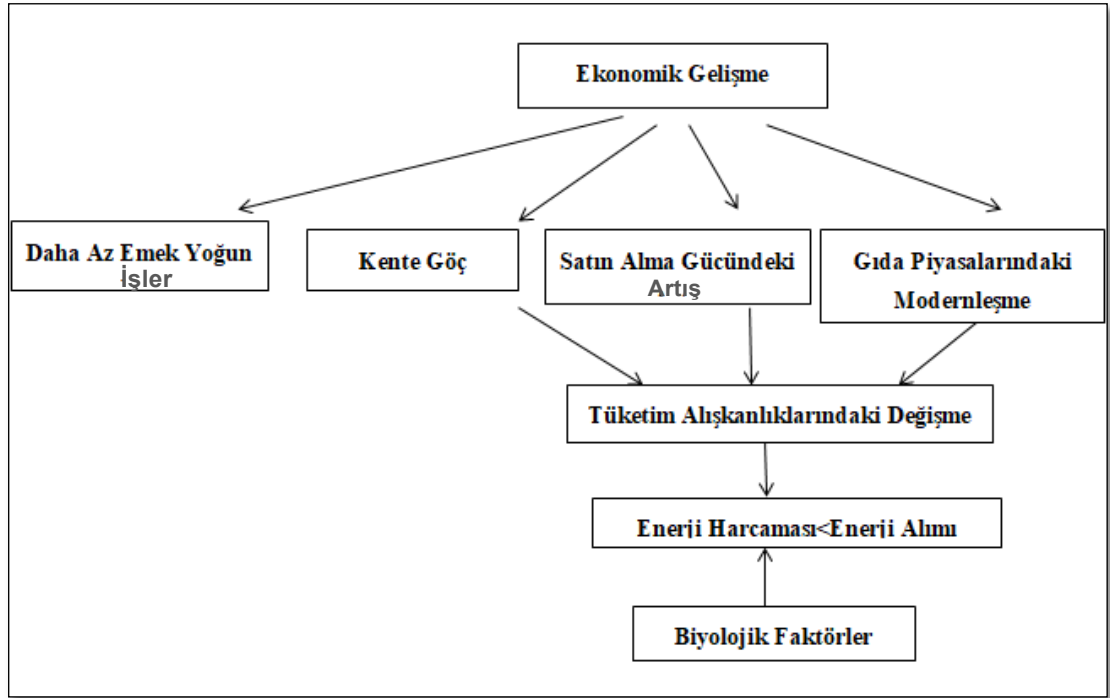 Ekonomik Gelişme
Daha Az Emek Yoğun
İşler
Kente Göç
Satın Alma Gücündeki
Artış
Gıda Piyasalarındaki
Modernleşme
Tüketim Alışkanlıklarındaki Değişme
Enerji Harcaması<Enerji Alımı
Biyolojik Faktörler